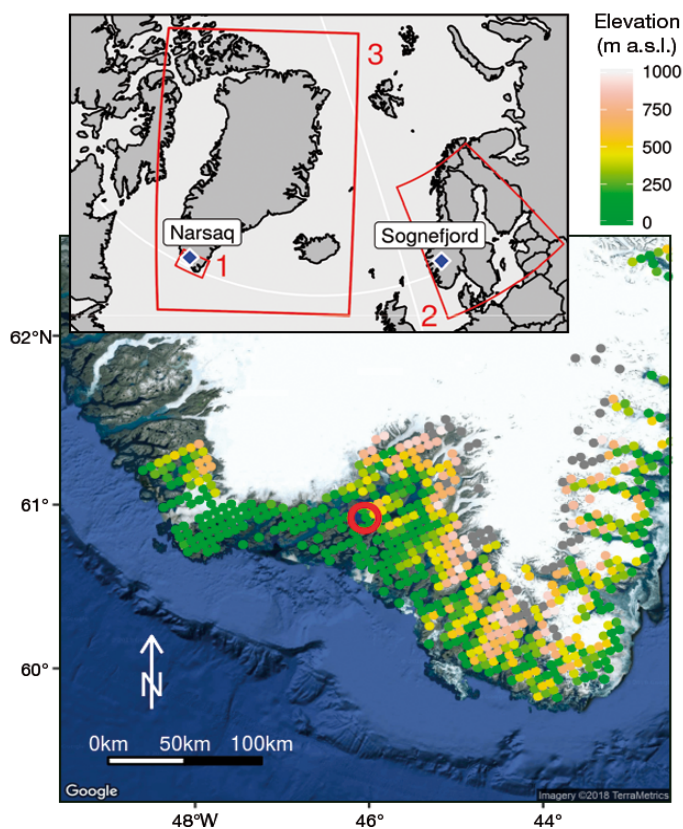 Elevation
(m a.s.l.)
1000
750
500
250
0
3
Narsaq
Sognefjord
1
2
62°N
61°
60°
N
0km 50km 100km
Google
Imagery ©2018 TerraMetrics
48°W 46° 44°